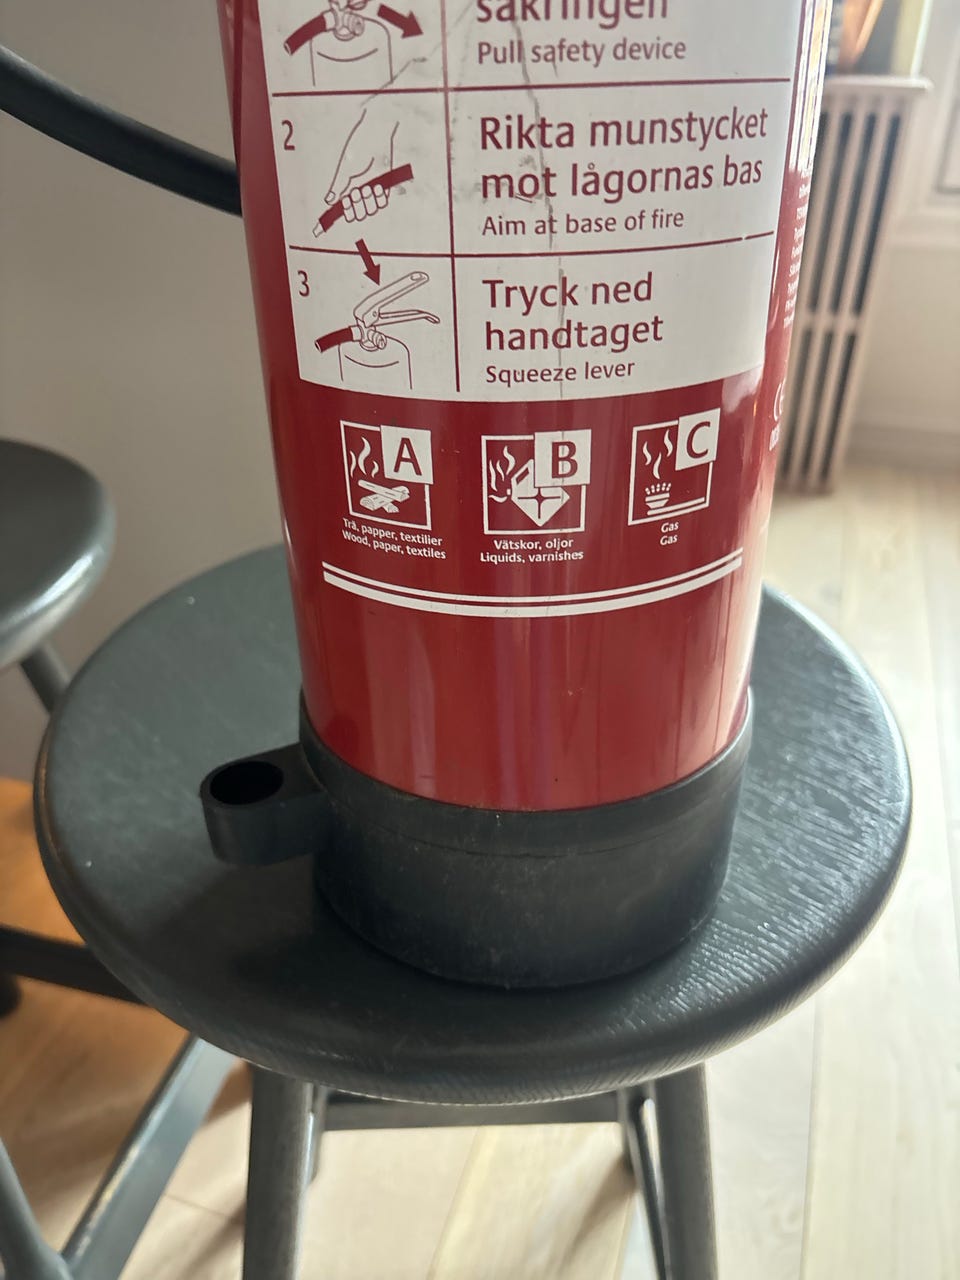 säkringen
Pull safety device
2
Rikta munstycket
mot lågornas bas
Aim at base of fire
3
Tryck ned
handtaget
Squeeze lever
A
B
C
Trä, papper, textilier
Wood, paper, textiles
Vätskor, oljor
Liquids, varnishes
Gas
Gas